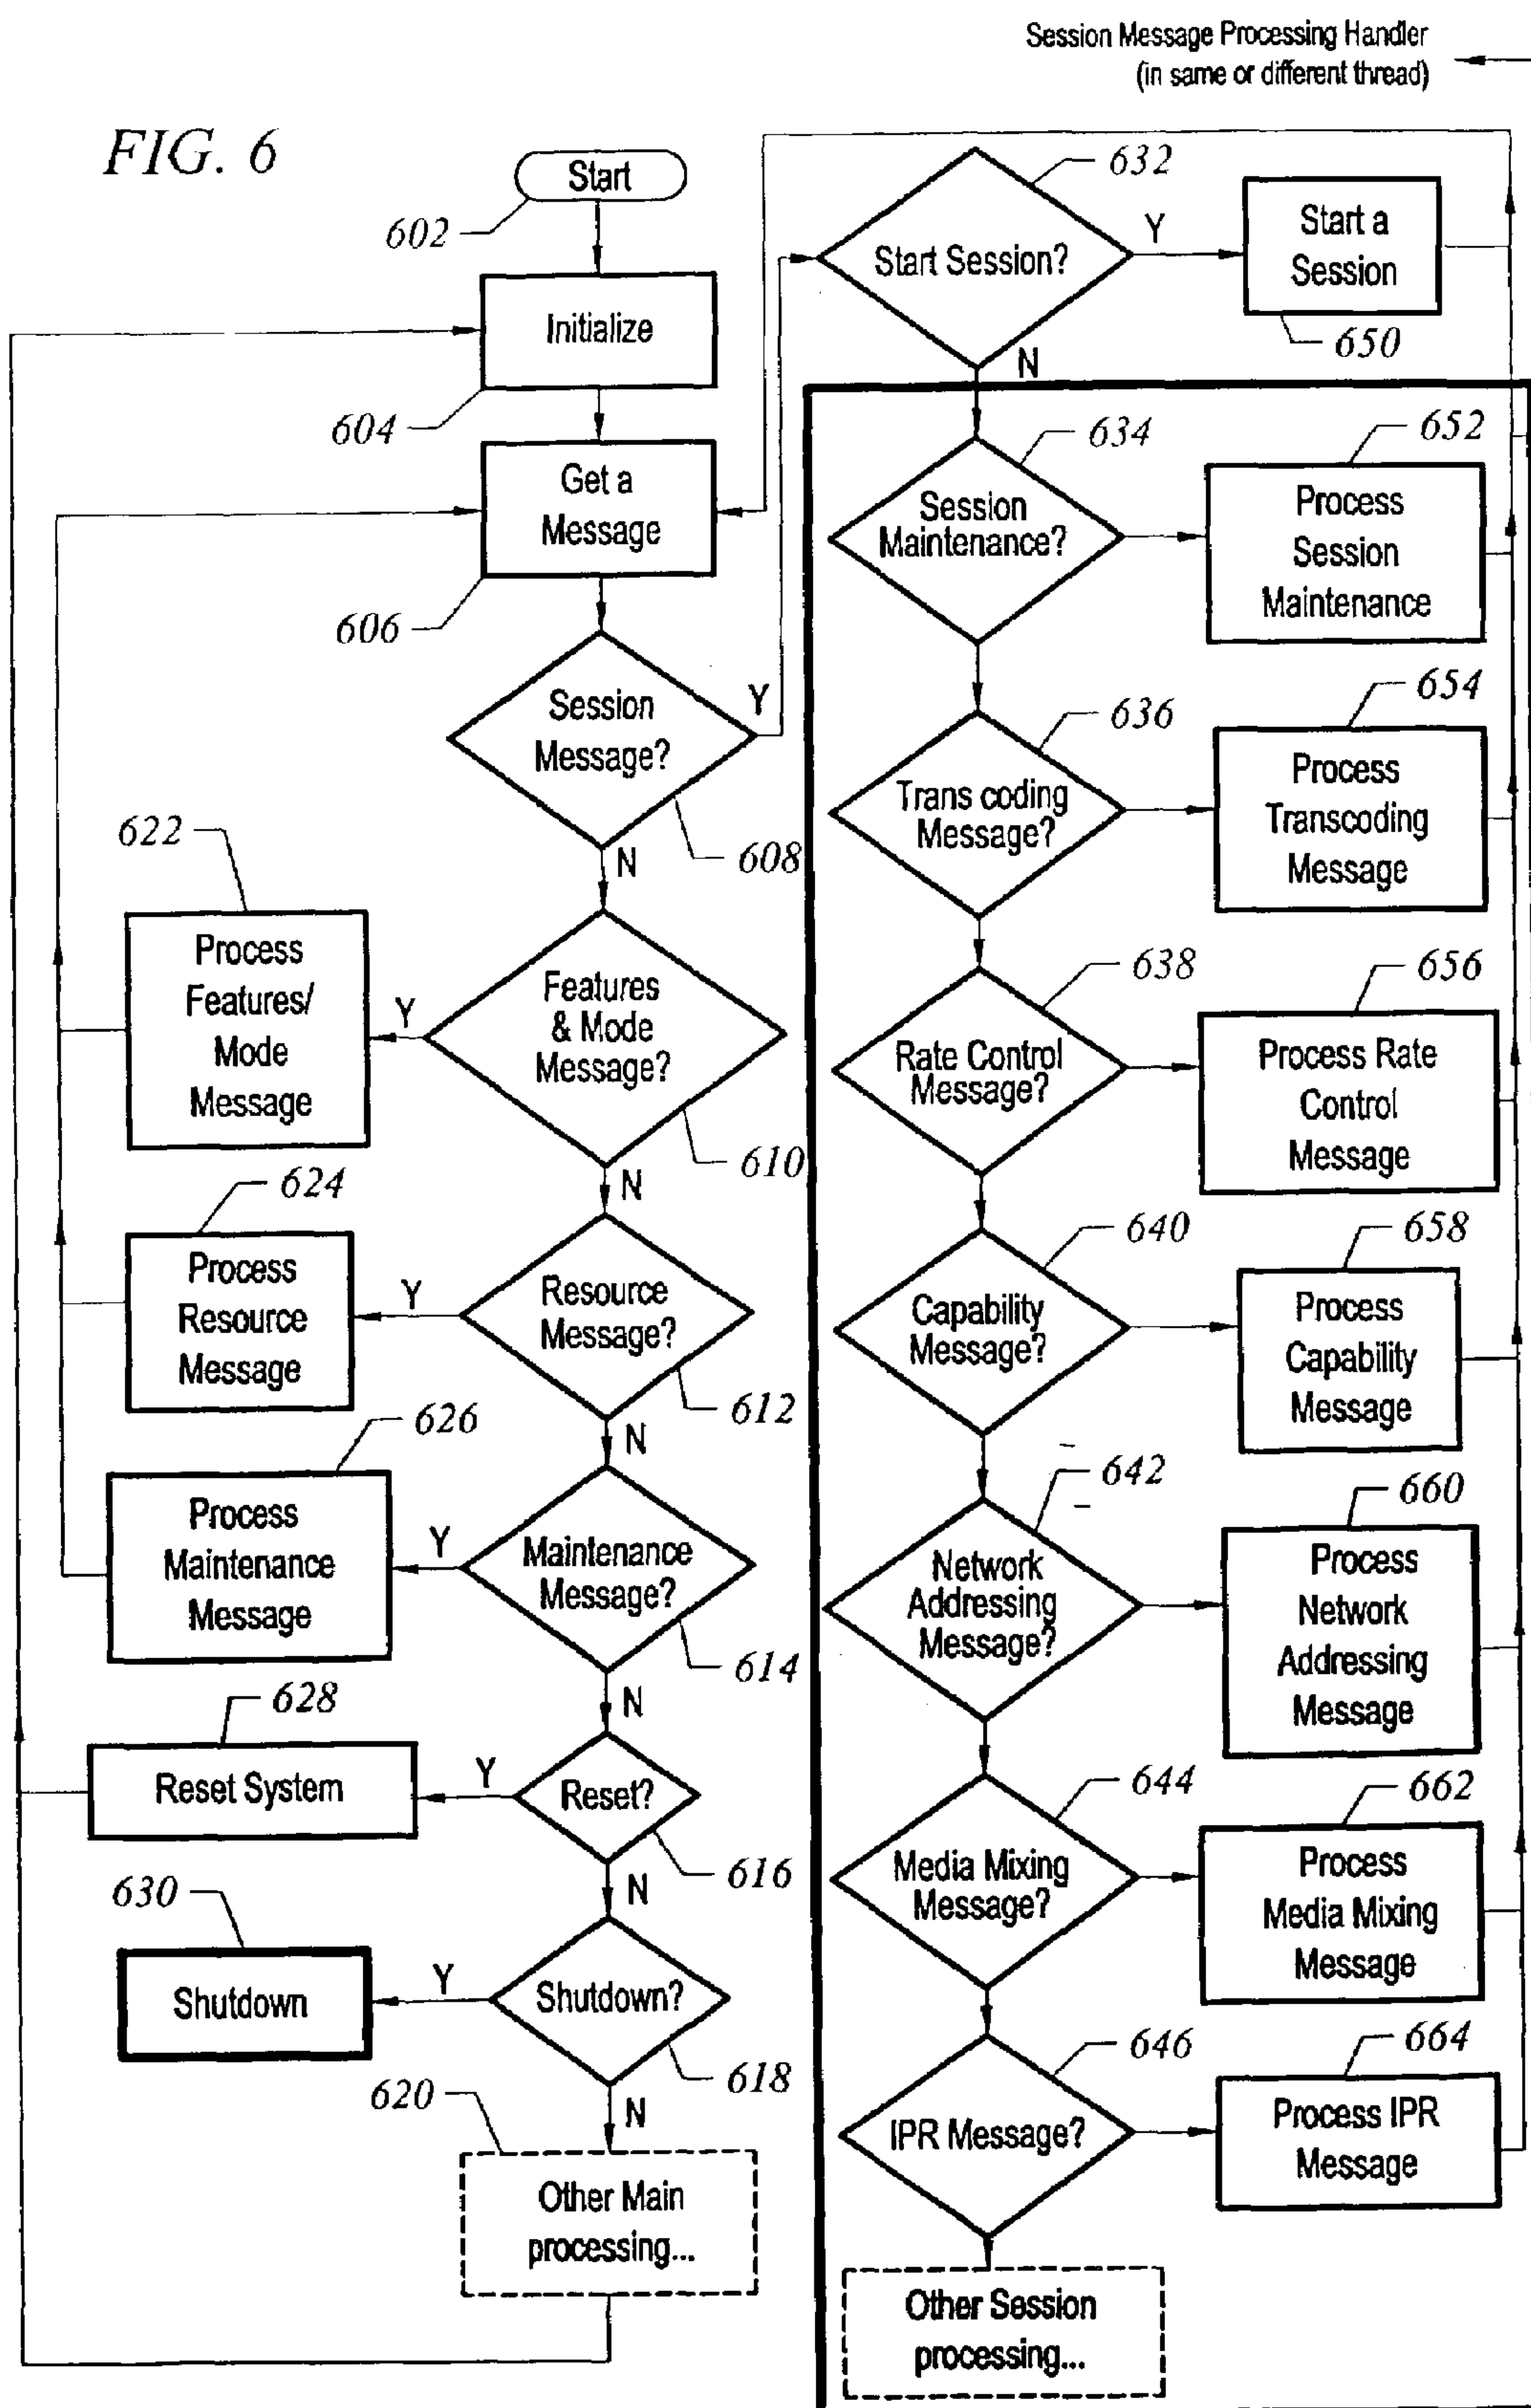 Session Message Processing Handler
(in same or different thread)
FIG. 6
Start
602
Initialize
604
Get a
Message
606
Session
Message?
Y
N
608
622
Process
Features/
Mode
Message
Y
Features
& Mode
Message?
610
N
624
Process
Resource
Message
Y
Resource
Message?
612
N
626
Process
Maintenance
Message
Y
Maintenance
Message?
614
N
628
Reset System
Y
Reset?
616
N
630
Shutdown
Y
Shutdown?
618
N
620
Other Main
processing...
632
Start Session?
Y
N
Start a
Session
650
634
Session
Maintenance?
652
Process
Session
Maintenance
636
Trans coding
Message?
654
Process
Transcoding
Message
638
Rate Control
Message?
656
Process Rate
Control
Message
640
Capability
Message?
658
Process
Capability
Message
642
Network
Addressing
Message?
660
Process
Network
Addressing
Message
644
Media Mixing
Message?
662
Process
Media Mixing
Message
646
IPR Message?
664
Process IPR
Message
Other Session
processing...